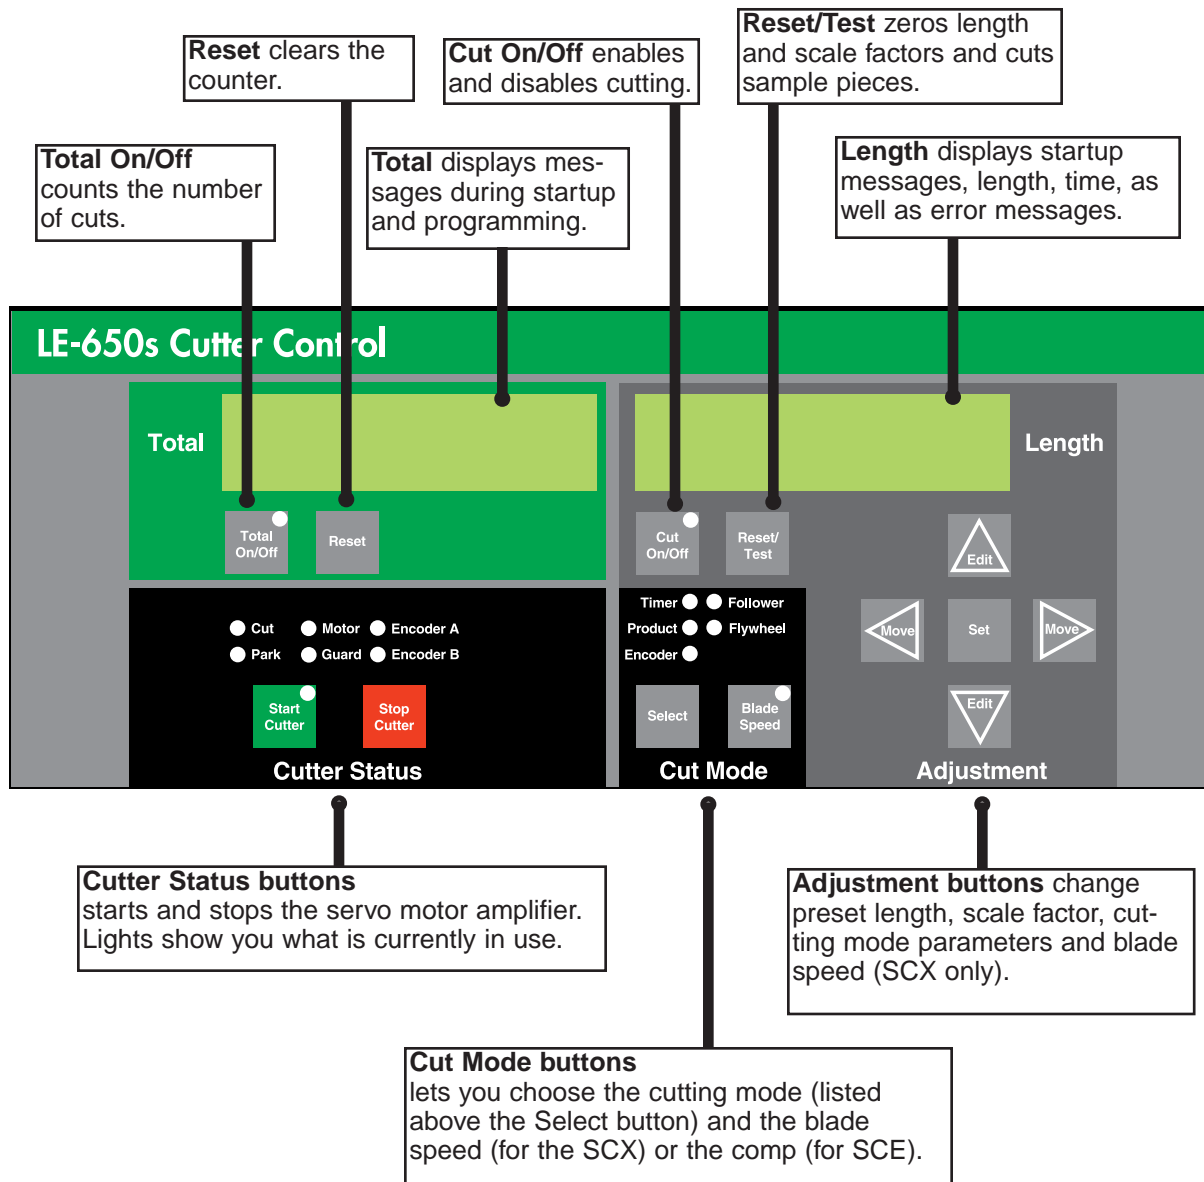 Reset clears the
counter.
Cut On/Off enables
and disables cutting.
Reset/Test zeros length
and scale factors and cuts
sample pieces.
Total On/Off
counts the number
of cuts.
Total displays mes-
sages during startup
and programming.
Length displays startup
messages, length, time, as
well as error messages.
LE-650s Cutter Control
Total
Length
Total
On/Off
Reset
Cut
On/Off
Reset/
Test
Edit
Cut
Motor
Encoder A
Park
Guard
Encoder B
Timer
Follower
Product
Flywheel
Encoder
Move
Set
Move
Start
Cutter
Stop
Cutter
Select
Blade
Speed
Edit
Cutter Status
Cut Mode
Adjustment
Cutter Status buttons
starts and stops the servo motor amplifier.
Lights show you what is currently in use.
Adjustment buttons change
preset length, scale factor, cut-
ting mode parameters and blade
speed (SCX only).
Cut Mode buttons
lets you choose the cutting mode (listed
above the Select button) and the blade
speed (for the SCX) or the comp (for SCE).